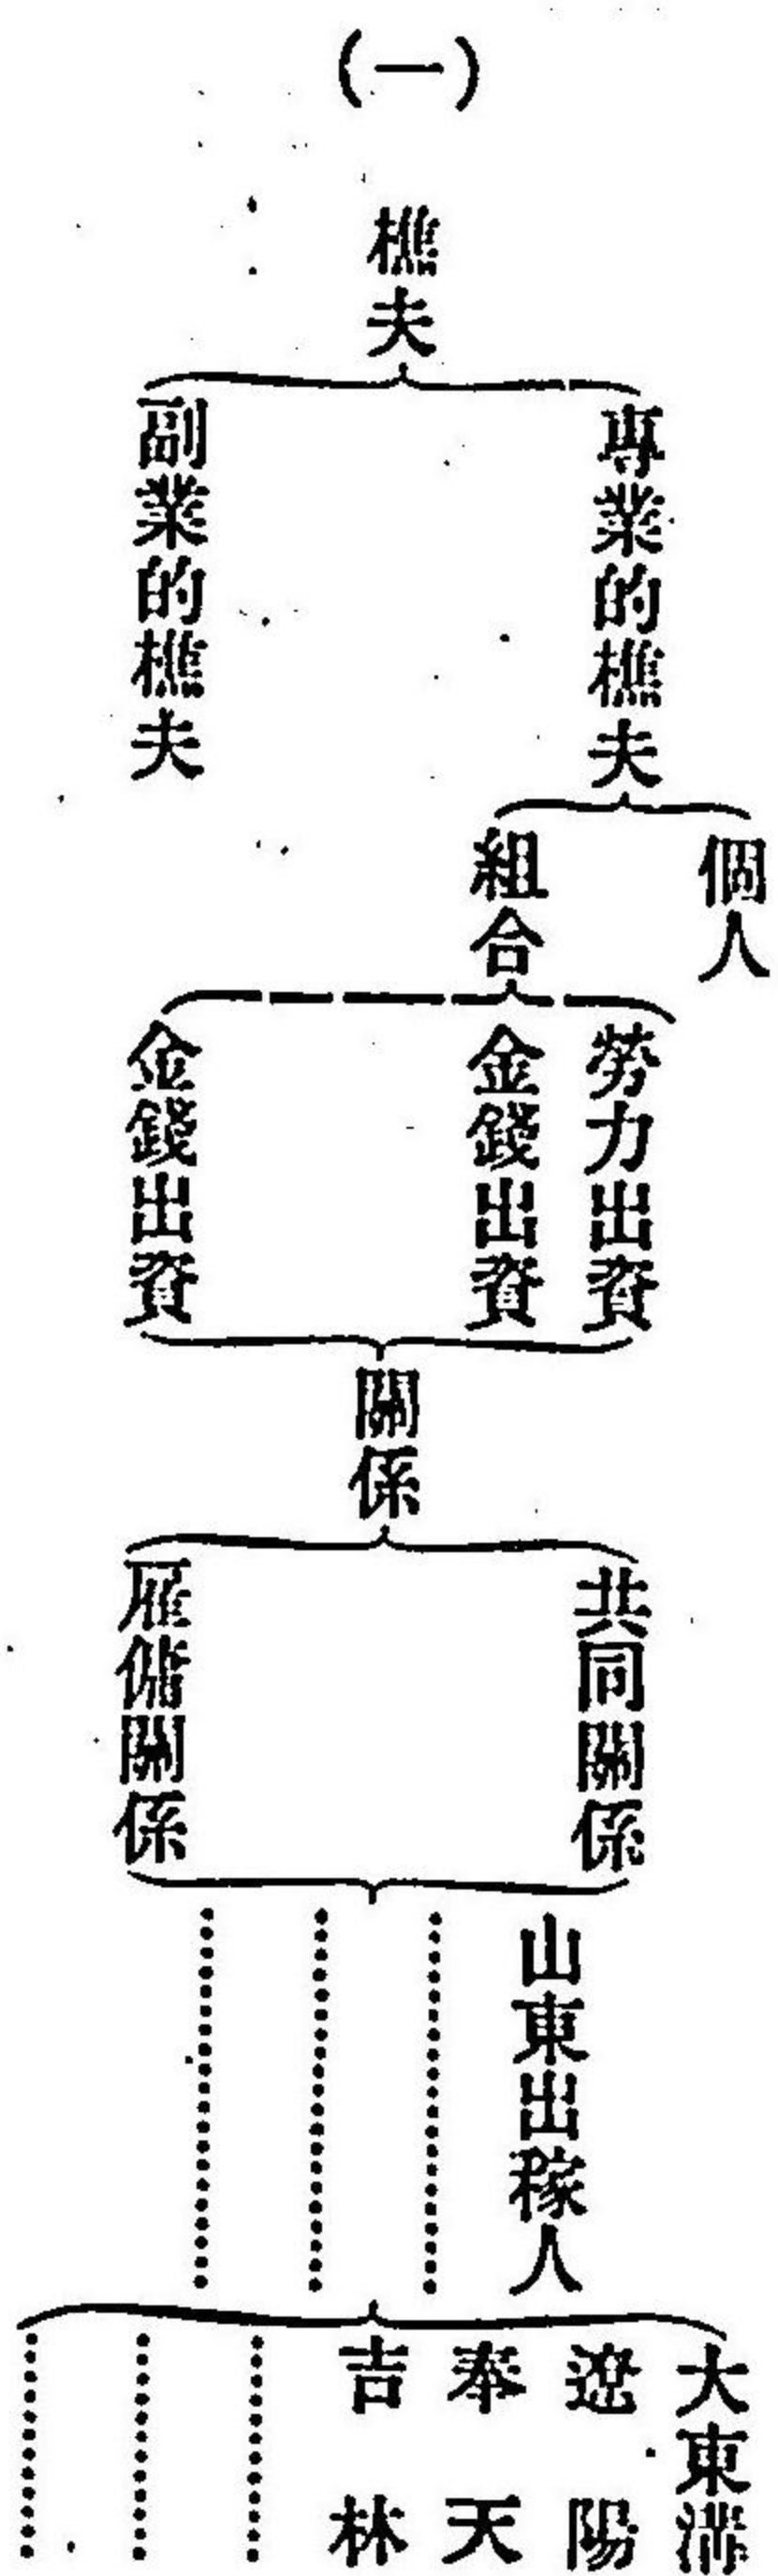 (一)
樵夫
專業的樵夫
副業的樵夫
個人
組合
勞力出資
金錢出資
金錢出資
關係
共同關係
雇傭關係
山東出稼人
大東溝
遼陽
奉天
吉林